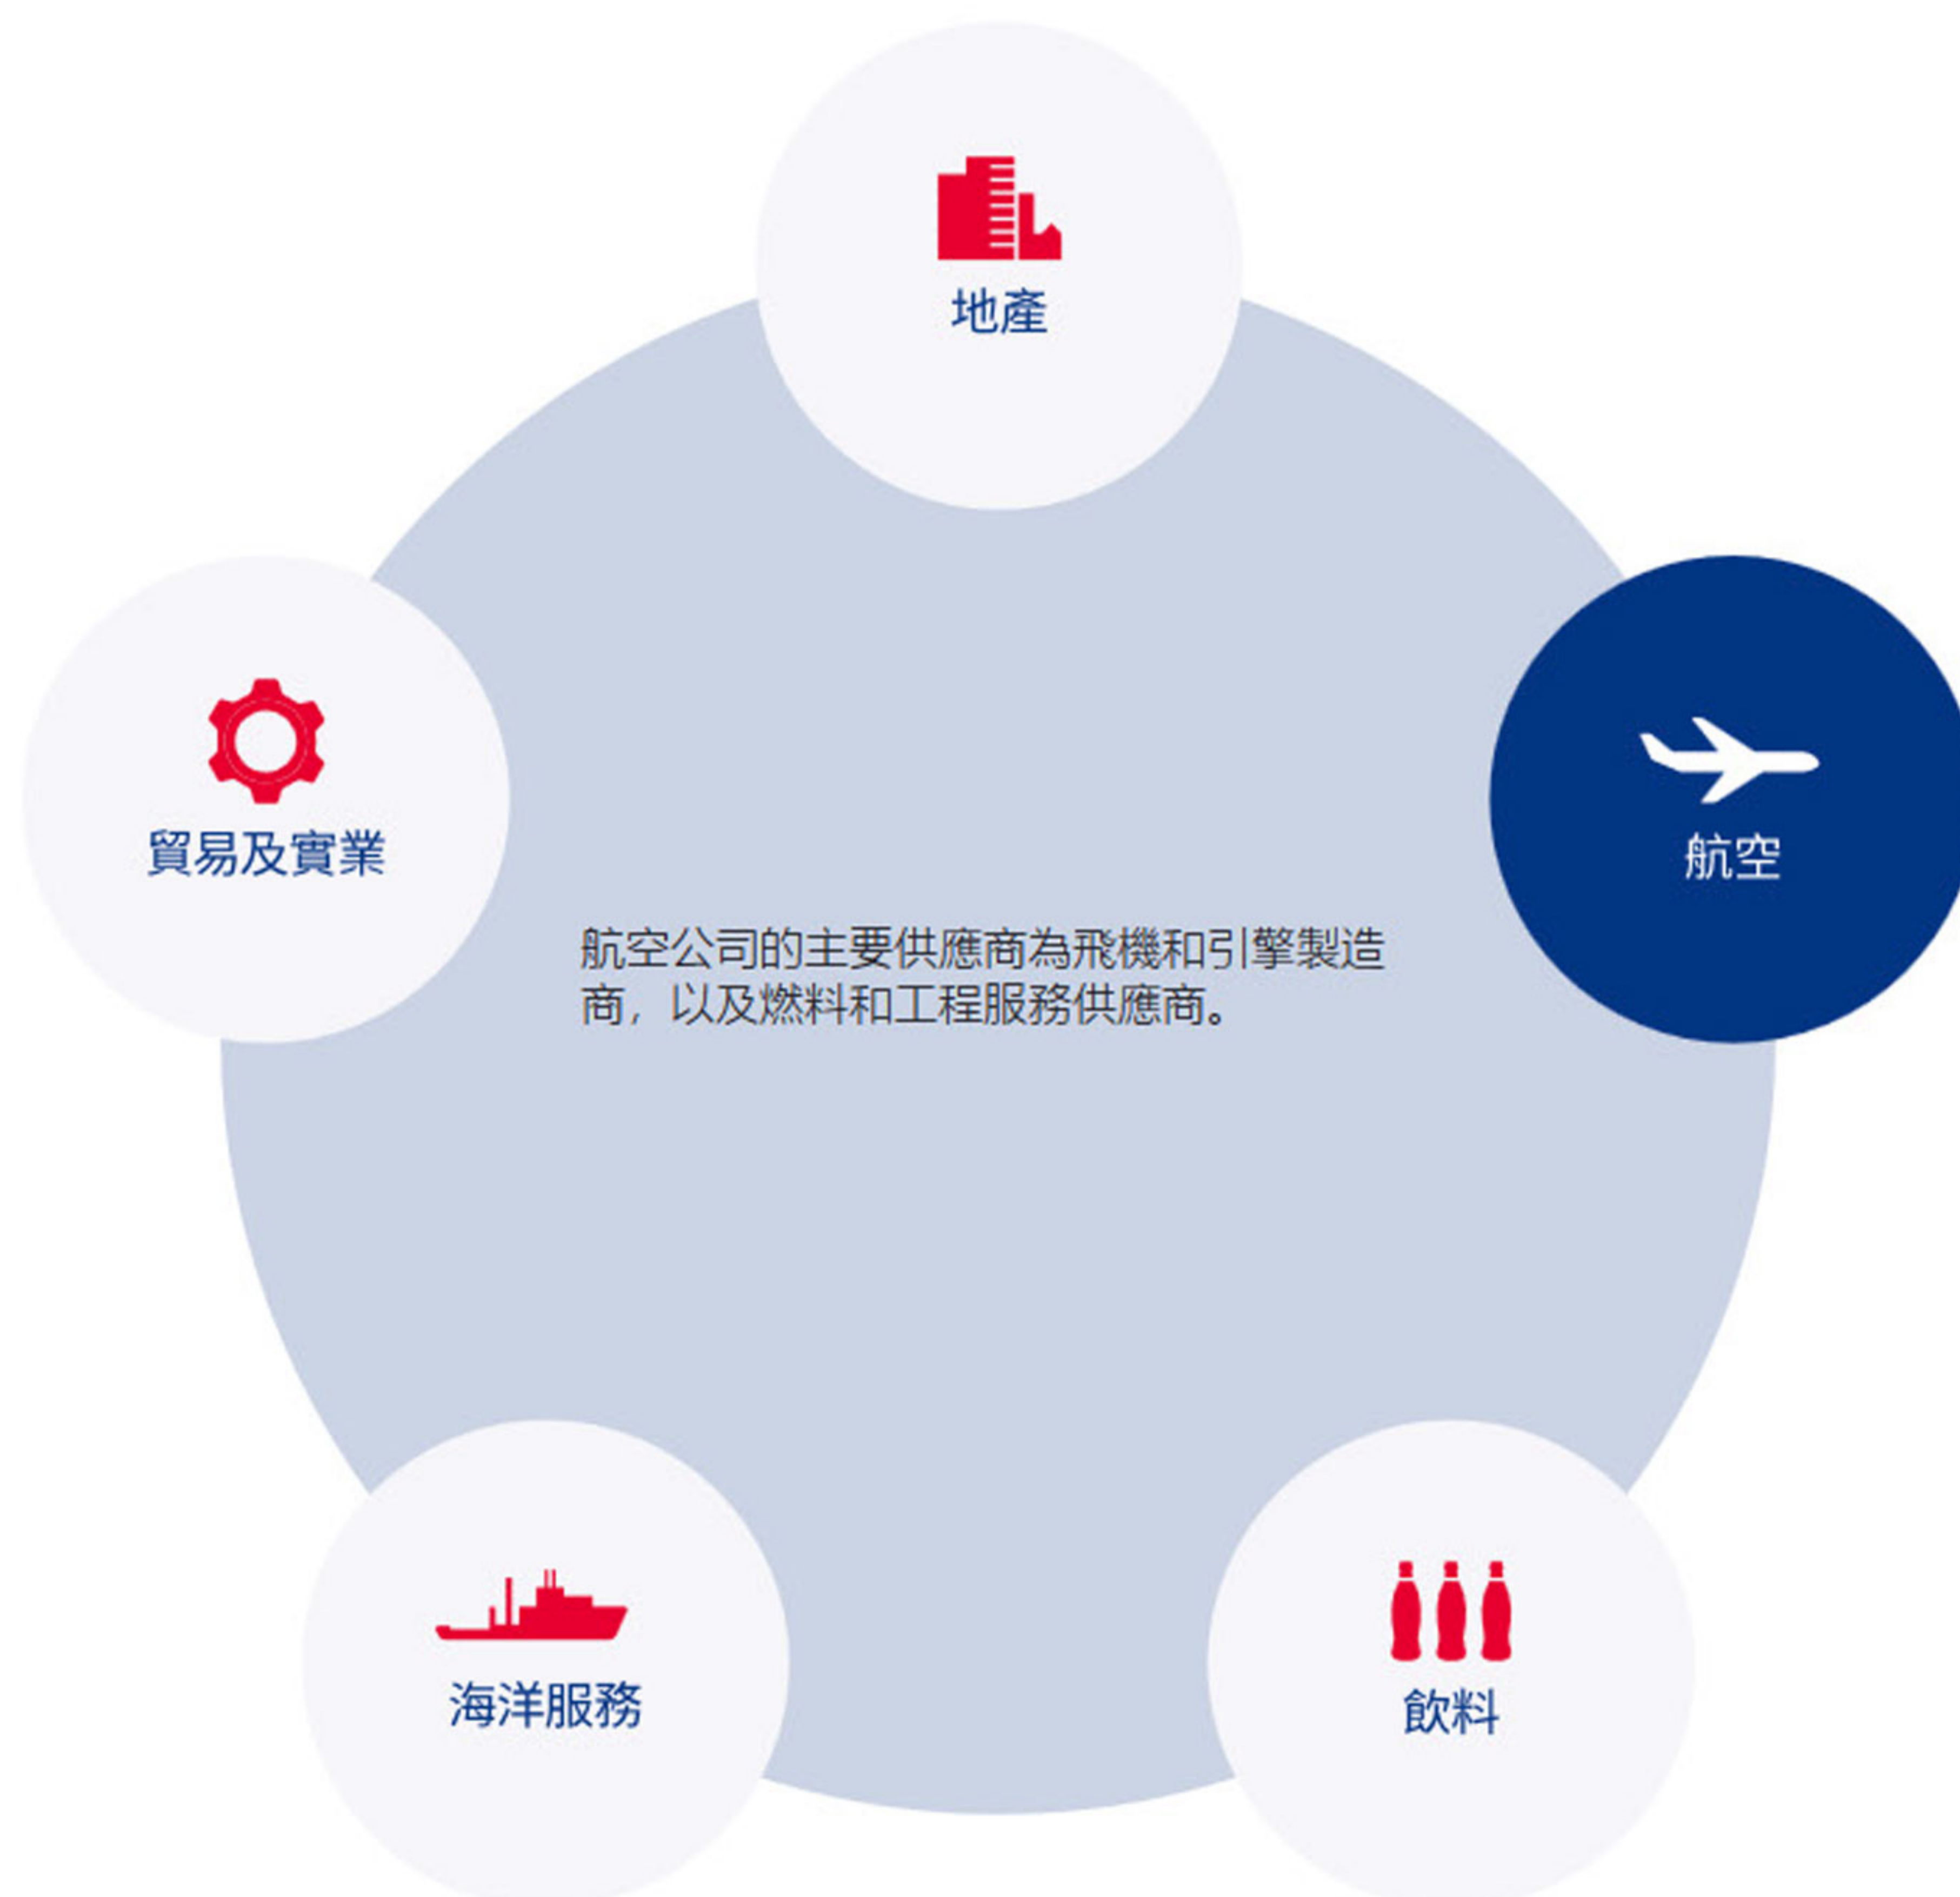 地產
航空
貿易及實業
航空公司的主要供應商為飛機和引擎製造
商，以及燃料和工程服務供應商。
海洋服務
飲料